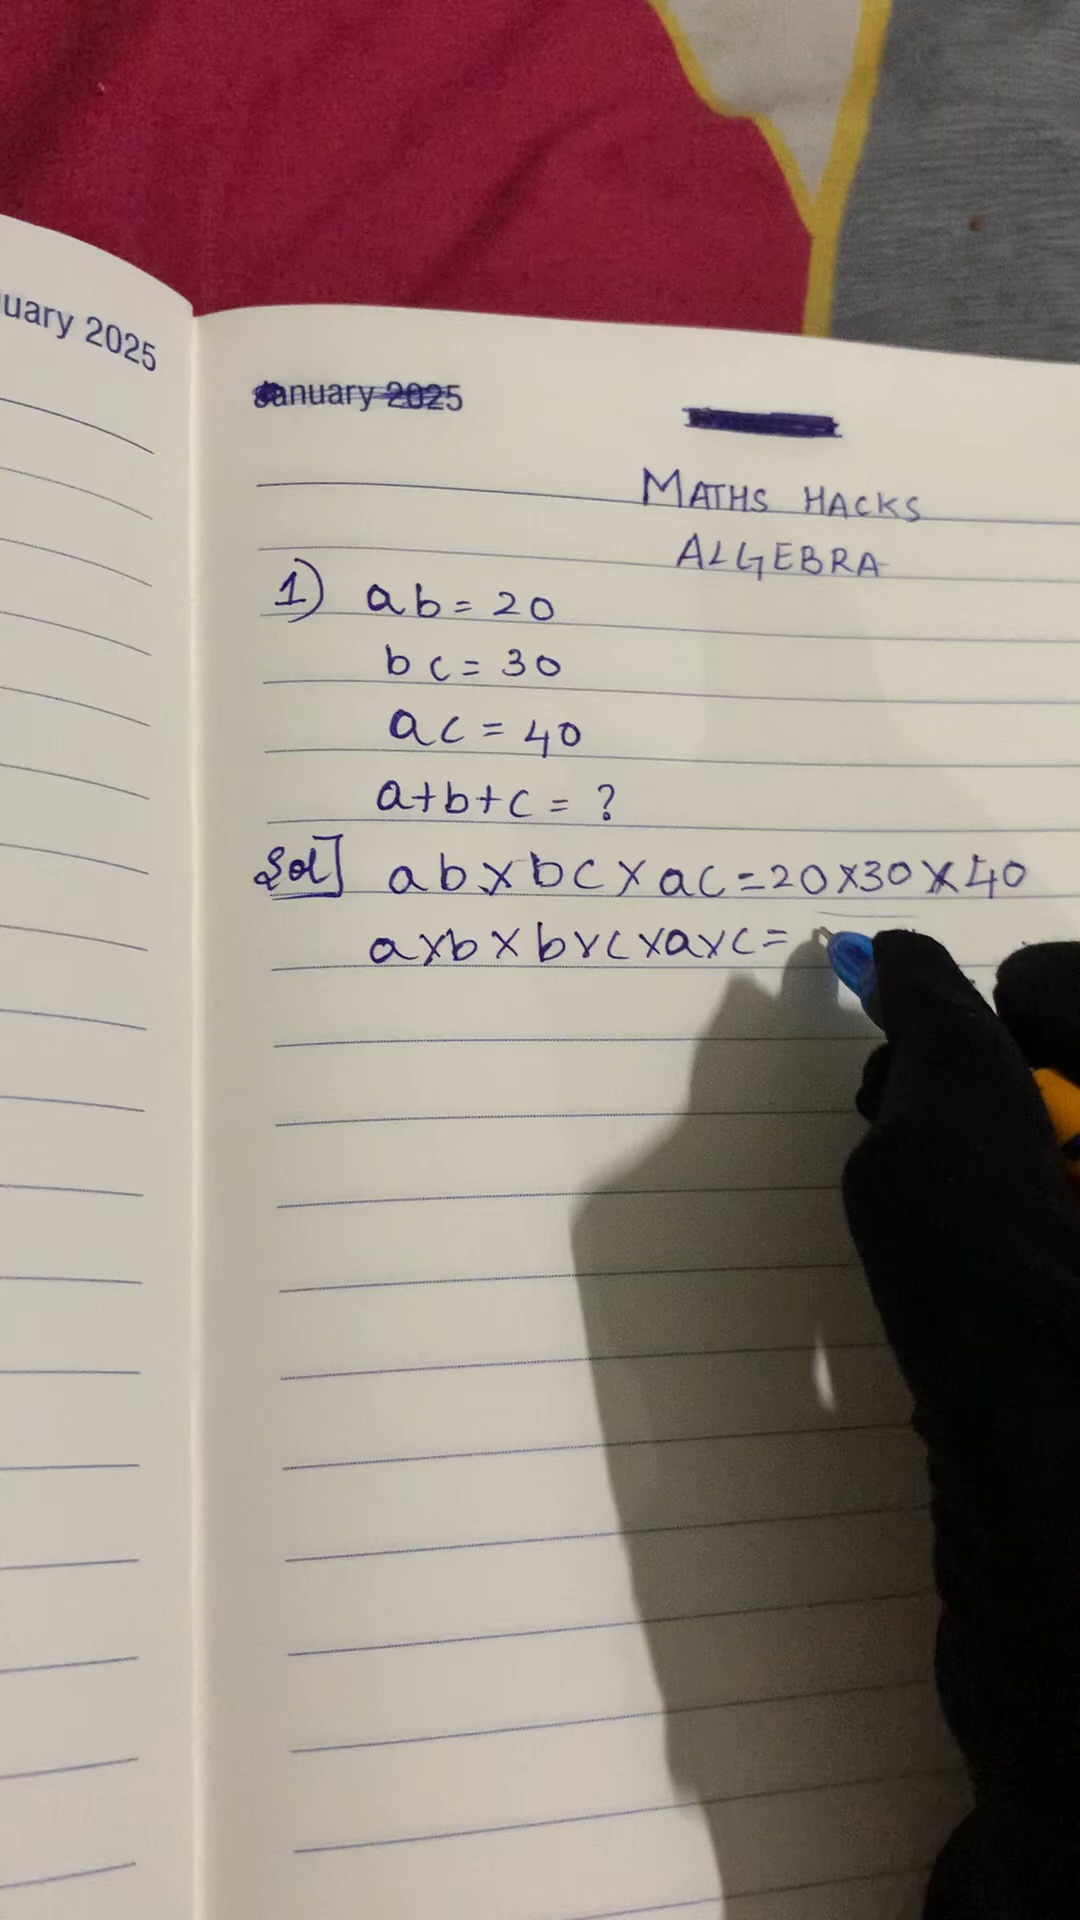 uary 2025
January 2025
MATHS HACKS
ALGEBRA
1) ab = 20
bc = 30
ac = 40
a+b+c = ?
Sol] ab×bc×ac=20×30×40
a×b×b×c×a×c=